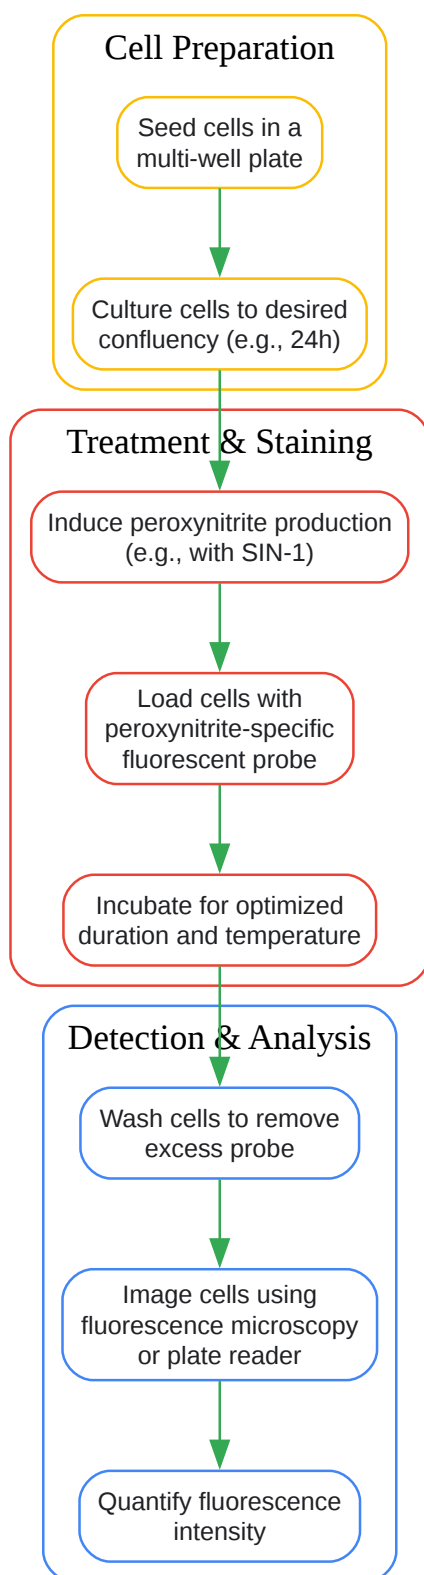 Cell Preparation
Seed cells in a
multi-well plate
Culture cells to desired
confluency (e.g., 24h)
Treatment & Staining
Induce peroxynitrite production
(e.g., with SIN-1)
Load cells with
peroxynitrite-specific
fluorescent probe
Incubate for optimized
duration and temperature
Detection & Analysis
Wash cells to remove
excess probe
Image cells using
fluorescence microscopy
or plate reader
Quantify fluorescence
intensity